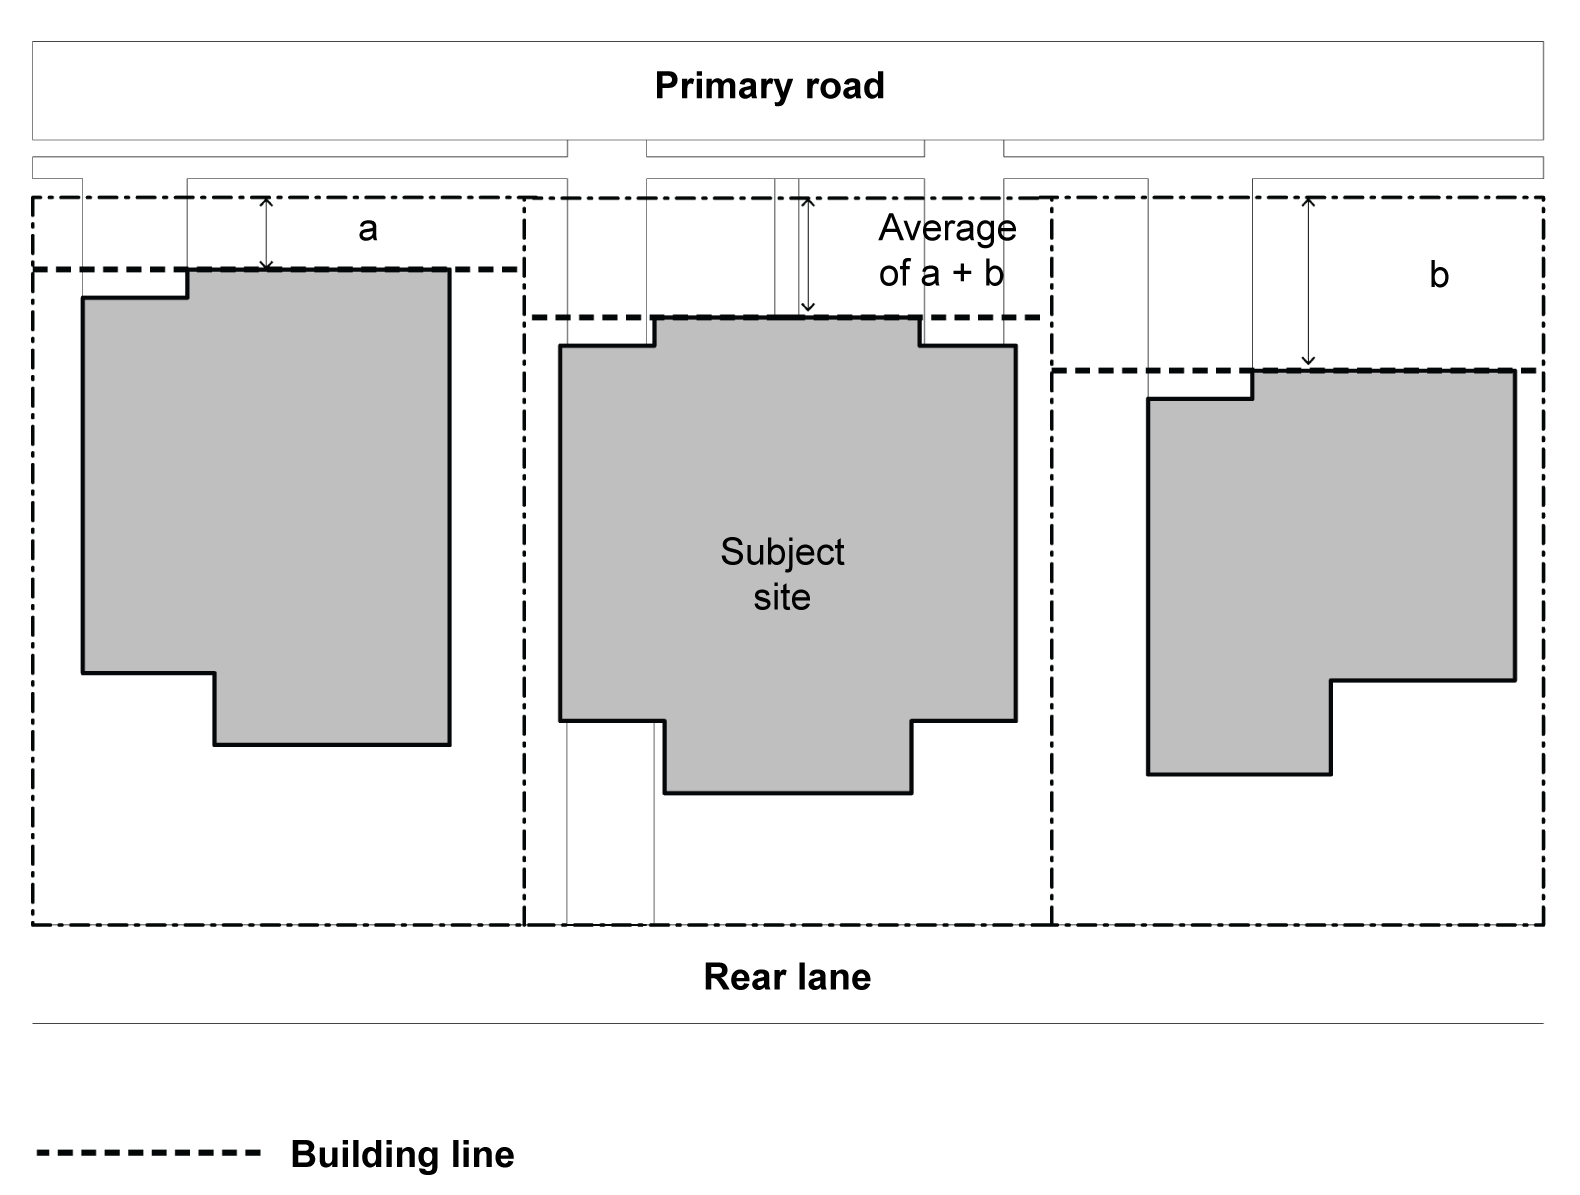 Primary road
a
Average
of a + b
b
Subject
site
Rear lane
Building line